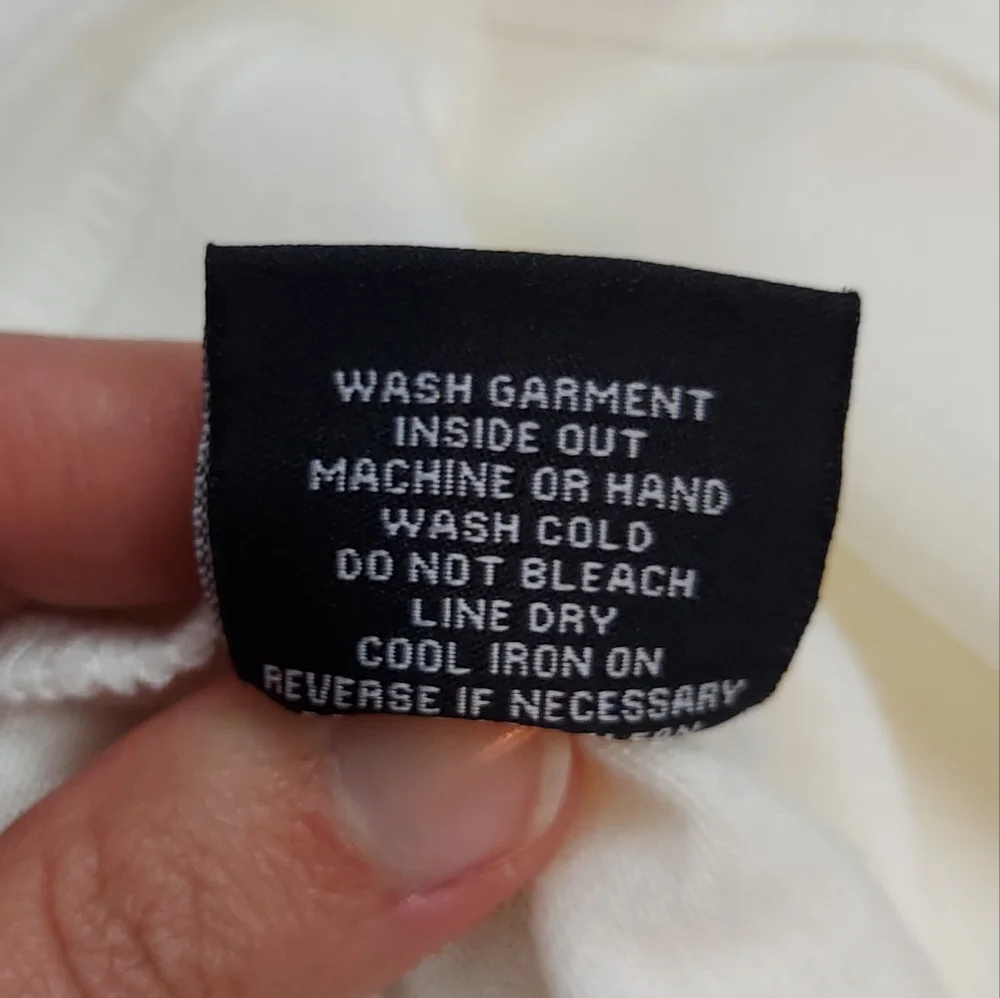 WASH GARMENT
INSIDE OUT
MACHINE OR HAND
WASH COLD
DO NOT BLEACH
LINE DRY
COOL IRON ON
REVERSE IF NECESSARY